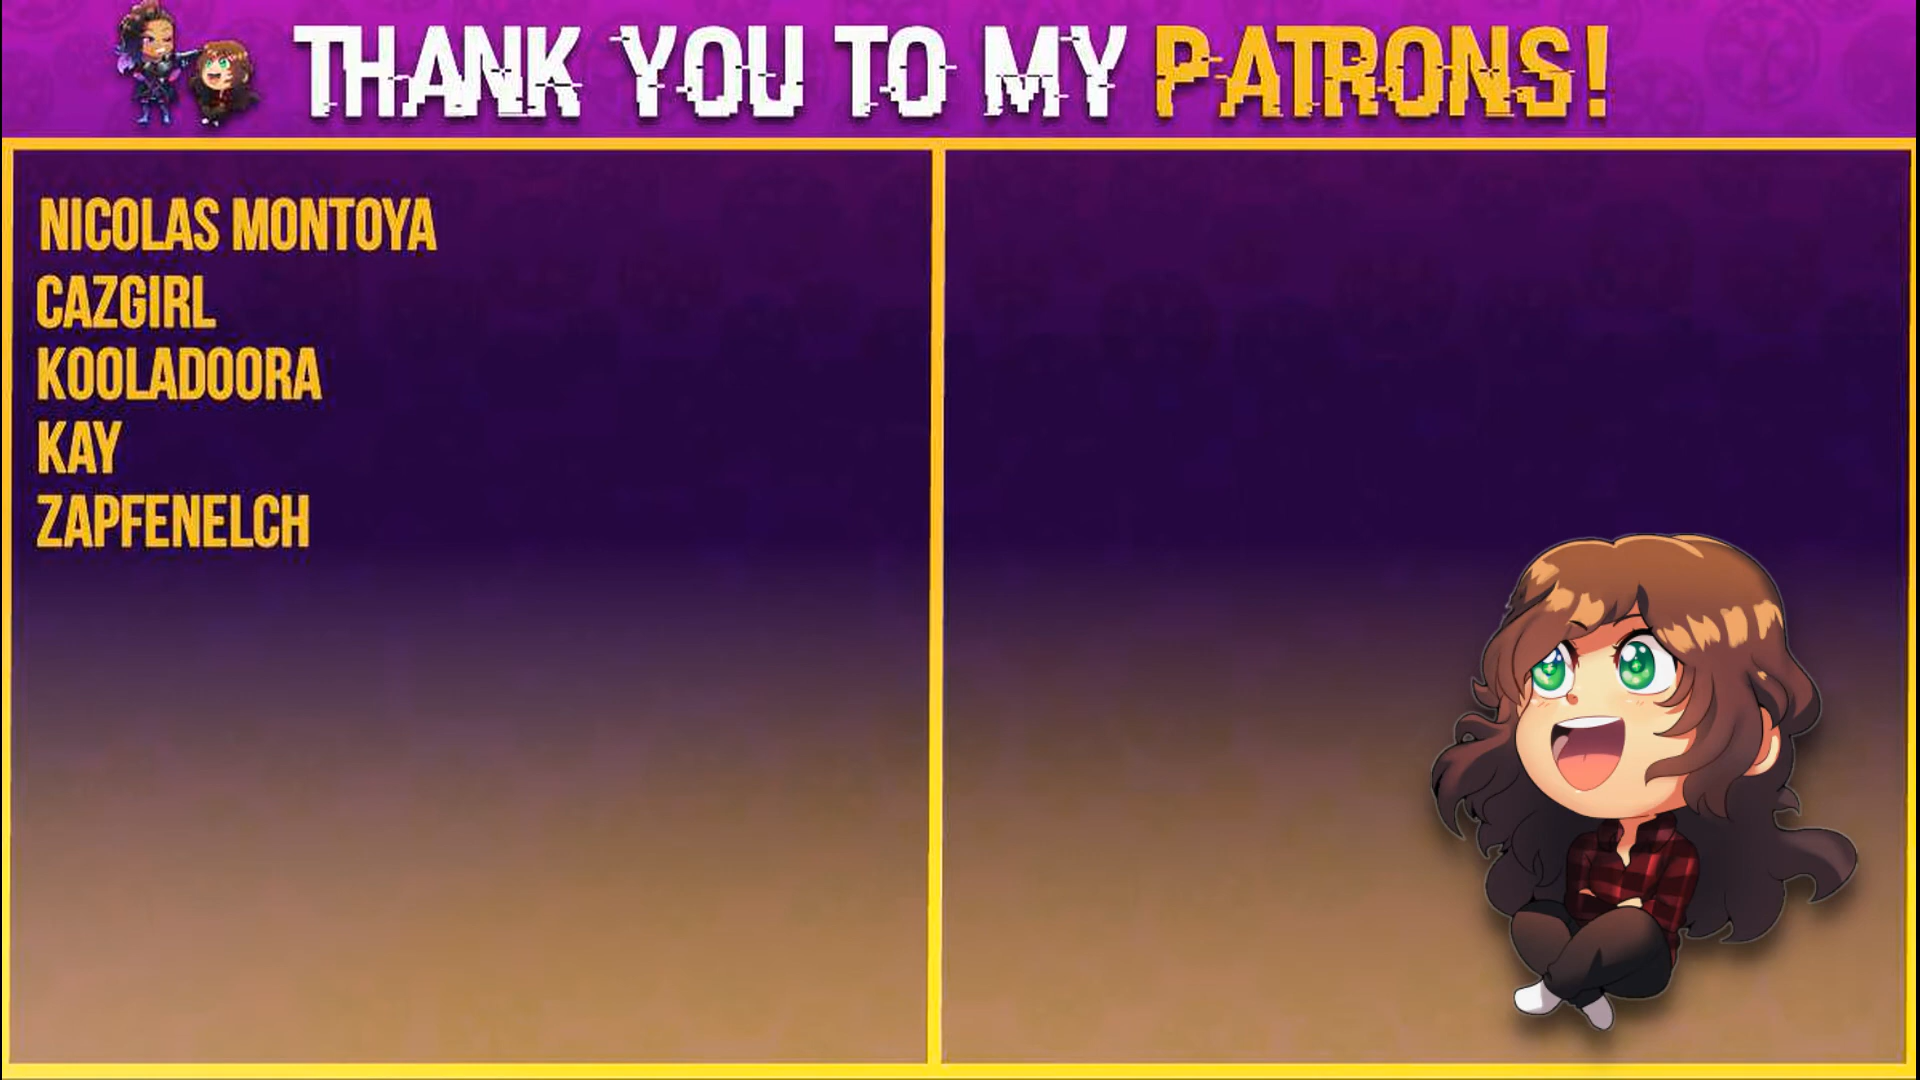 THANK YOU TO MY PATRONS!
NICOLAS MONTOYA
CAZGIRL
KOOLADOORA
KAY
ZAPFENELCH